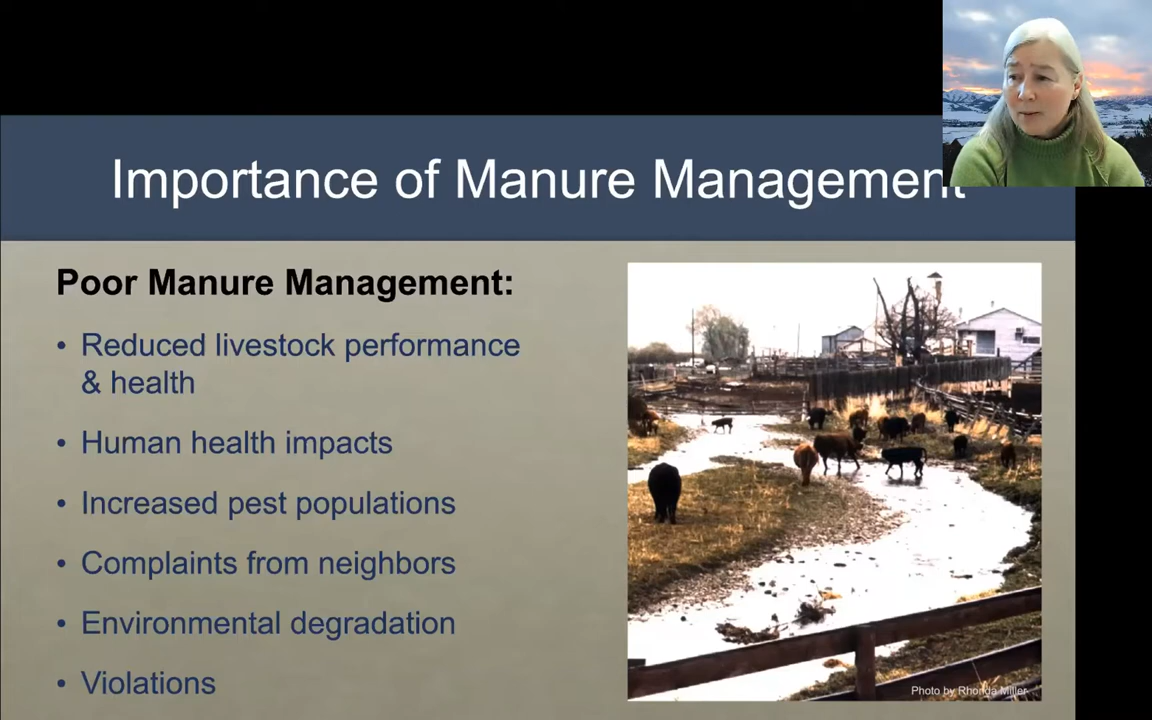 Importance of Manure Management
Poor Manure Management:
• Reduced livestock performance
& health
• Human health impacts
• Increased pest populations
• Complaints from neighbors
• Environmental degradation
• Violations
Photo by Rhonda Miller